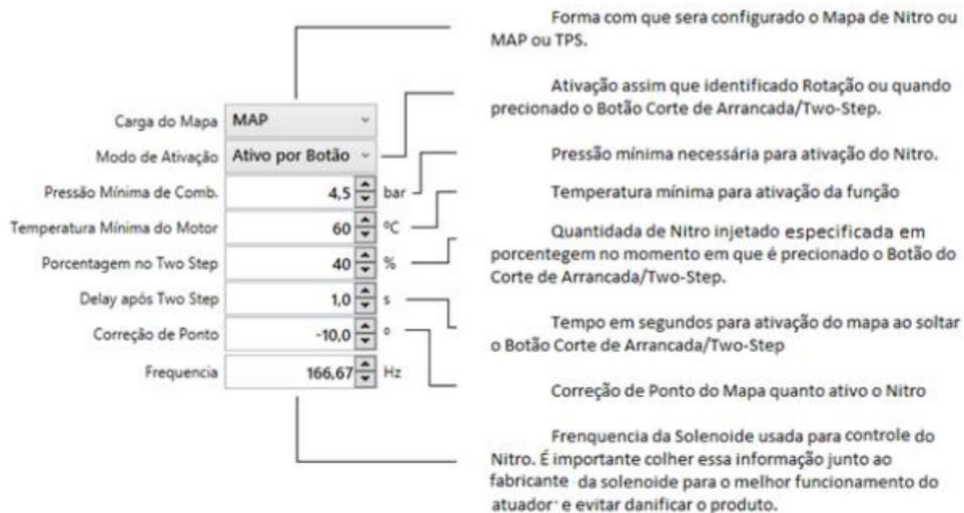 Forma com que sera configurado o Mapa de Nitro ou
MAP ou TPS.
Ativação assim que identificado Rotação ou quando
precionado o Botão Corte de Arrancada/Two-Step.
Carga do Mapa MAP
Modo de Ativação Ativo por Botão
Pressão mínima necessária para ativação do Nitro.
Pressão Mínima de Comb. 4,5 bar
Temperatura mínima para ativação da função
Temperatura Mínima do Motor 60 ºC
Quantidada de Nitro injetado especificada em
porcentegem no momento em que é precionado o Botão do
Corte de Arrancada/Two-Step.
Porcentagem no Two Step 40 %
Delay após Two Step 1,0 s
Tempo em segundos para ativação do mapa ao soltar
o Botão Corte de Arrancada/Two-Step
Correção de Ponto -10,0 º
Frequencia 166,67 Hz
Correção de Ponto do Mapa quanto ativo o Nitro
Frenquencia da Solenoide usada para controle do
Nitro. É importante colher essa informação junto ao
fabricante da solenoide para o melhor funcionamento do
atuador e evitar danificar o produto.